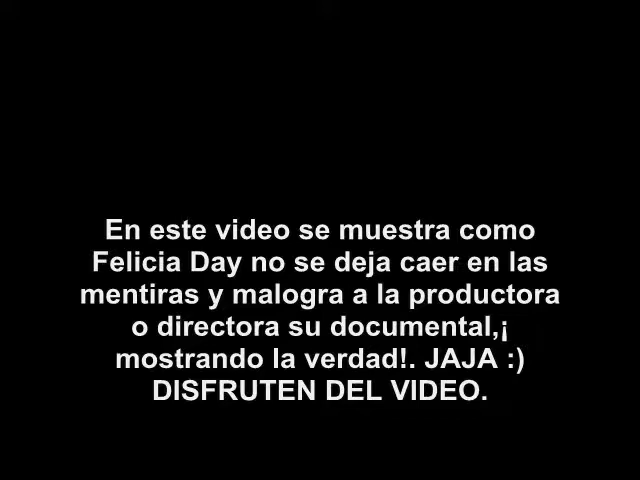 En este video se muestra como
Felicia Day no se deja caer en las
mentiras y malogra a la productora
o directora su documental,¡
mostrando la verdad!. JAJA :)
DISFRUTEN DEL VIDEO.